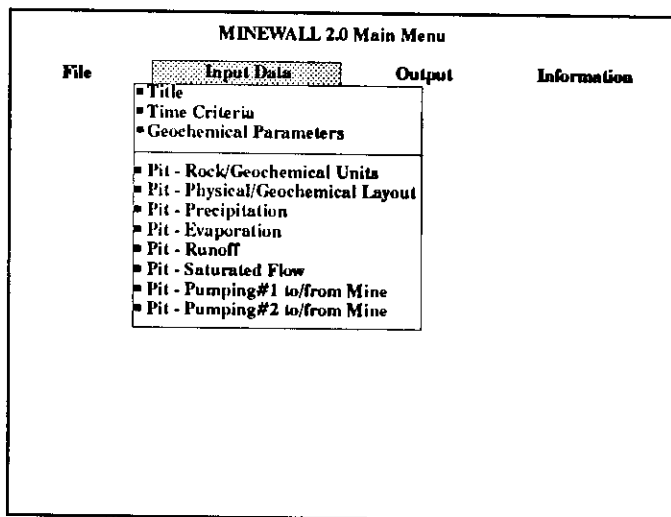 MINEWALL 2.0 Main Menu
File Input Data Output Information
▪ Title
▪ Time Criteria
▪ Geochemical Parameters
▪ Pit - Rock/Geochemical Units
▪ Pit - Physical/Geochemical Layout
▪ Pit - Precipitation
▪ Pit - Evaporation
▪ Pit - Runoff
▪ Pit - Saturated Flow
▪ Pit - Pumping#1 to/from Mine
▪ Pit - Pumping#2 to/from Mine